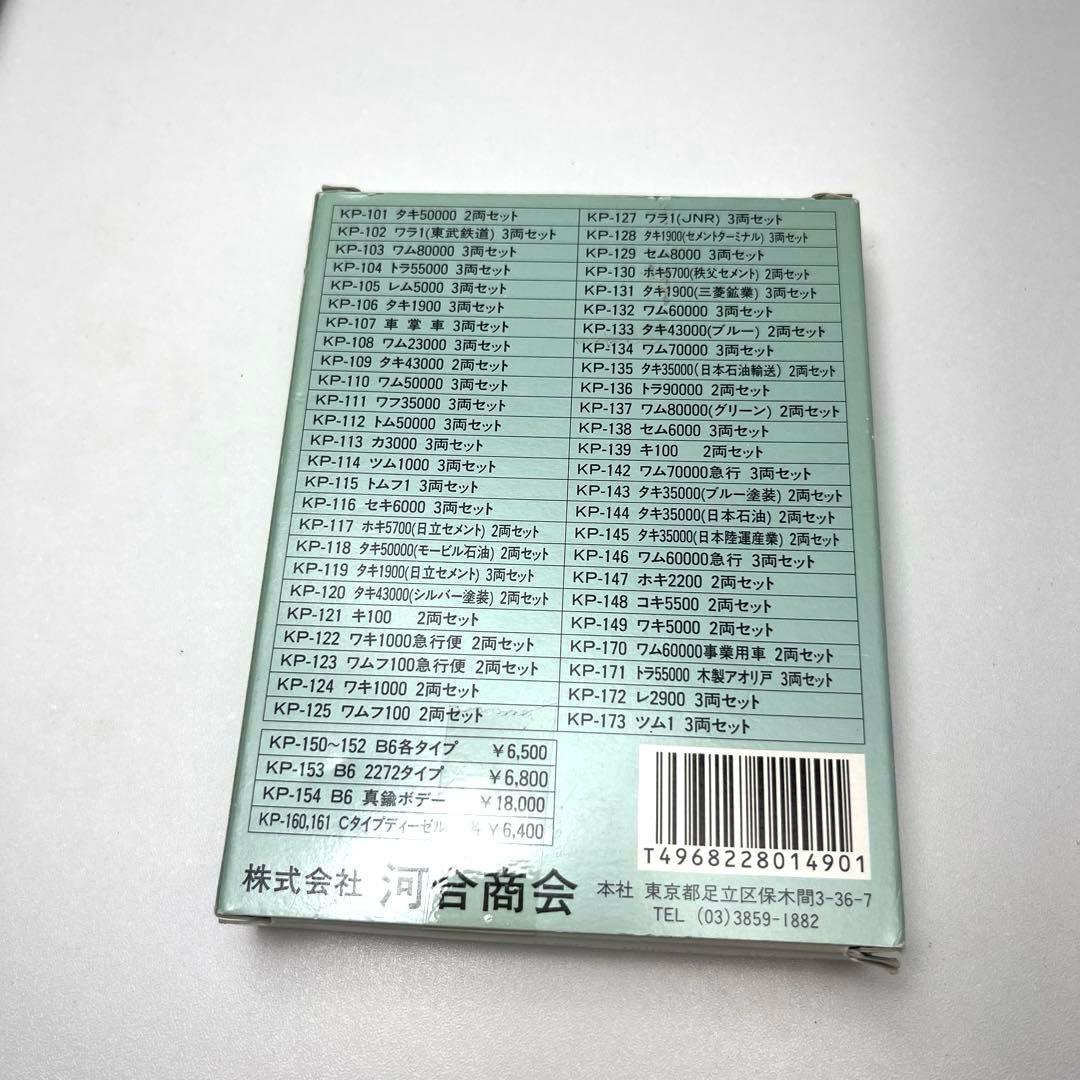 KP-101 タキ50000 2両セット
KP-102 ワラ1(東武鉄道) 3両セット
KP-103 ワム80000 3両セット
KP-104 トラ55000 3両セット
KP-105 レム5000 3両セット
KP-106 タキ1900 3両セット
KP-107 車掌車 3両セット
KP-108 ワム23000 3両セット
KP-109 タキ43000 2両セット
KP-110 ワム50000 3両セット
KP-111 ワフ35000 3両セット
KP-112 トム50000 3両セット
KP-113 カ3000 3両セット
KP-114 ツム1000 3両セット
KP-115 トムフ1 3両セット
KP-116 セキ6000 3両セット
KP-117 ホキ5700(日立セメント) 2両セット
KP-118 タキ50000(モービル石油) 2両セット
KP-119 タキ1900(日立セメント) 3両セット
KP-120 タキ43000(シルバー塗装) 2両セット
KP-121 キ100 2両セット
KP-122 ワキ1000急行便 2両セット
KP-123 ワムフ100急行便 2両セット
KP-124 ワキ1000 2両セット
KP-125 ワムフ100 2両セット
KP-127 ワラ1(JNR) 3両セット
KP-128 タキ1900(セメントターミナル) 3両セット
KP-129 セム8000 3両セット
KP-130 ホキ5700(秩父セメント) 2両セット
KP-131 タキ1900(三菱鉱業) 3両セット
KP-132 ワム60000 3両セット
KP-133 タキ43000(ブルー) 2両セット
KP-134 ワム70000 3両セット
KP-135 タキ35000(日本石油輸送) 2両セット
KP-136 トラ90000 2両セット
KP-137 ワム80000(グリーン) 2両セット
KP-138 セム6000 3両セット
KP-139 キ100 2両セット
KP-142 ワム70000急行 3両セット
KP-143 タキ35000(ブルー塗装) 2両セット
KP-144 タキ35000(日本石油) 2両セット
KP-145 タキ35000(日本陸運産業) 2両セット
KP-146 ワム60000急行 3両セット
KP-147 ホキ2200 2両セット
KP-148 コキ5500 2両セット
KP-149 ワキ5000 2両セット
KP-170 ワム60000事業用車 2両セット
KP-171 トラ55000 木製アオリ戸 3両セット
KP-172 レ2900 3両セット
KP-173 ツム1 3両セット
KP-150～152 B6各タイプ ￥6,500
KP-153 B6 2272タイプ ￥6,800
KP-154 B6 真鍮ボデー ￥18,000
KP-160,161 Cタイプディーゼル 各￥6,400
T4968228014901
株式会社 河合商会 本社 東京都足立区保木間3-36-7
TEL (03)3859-1882